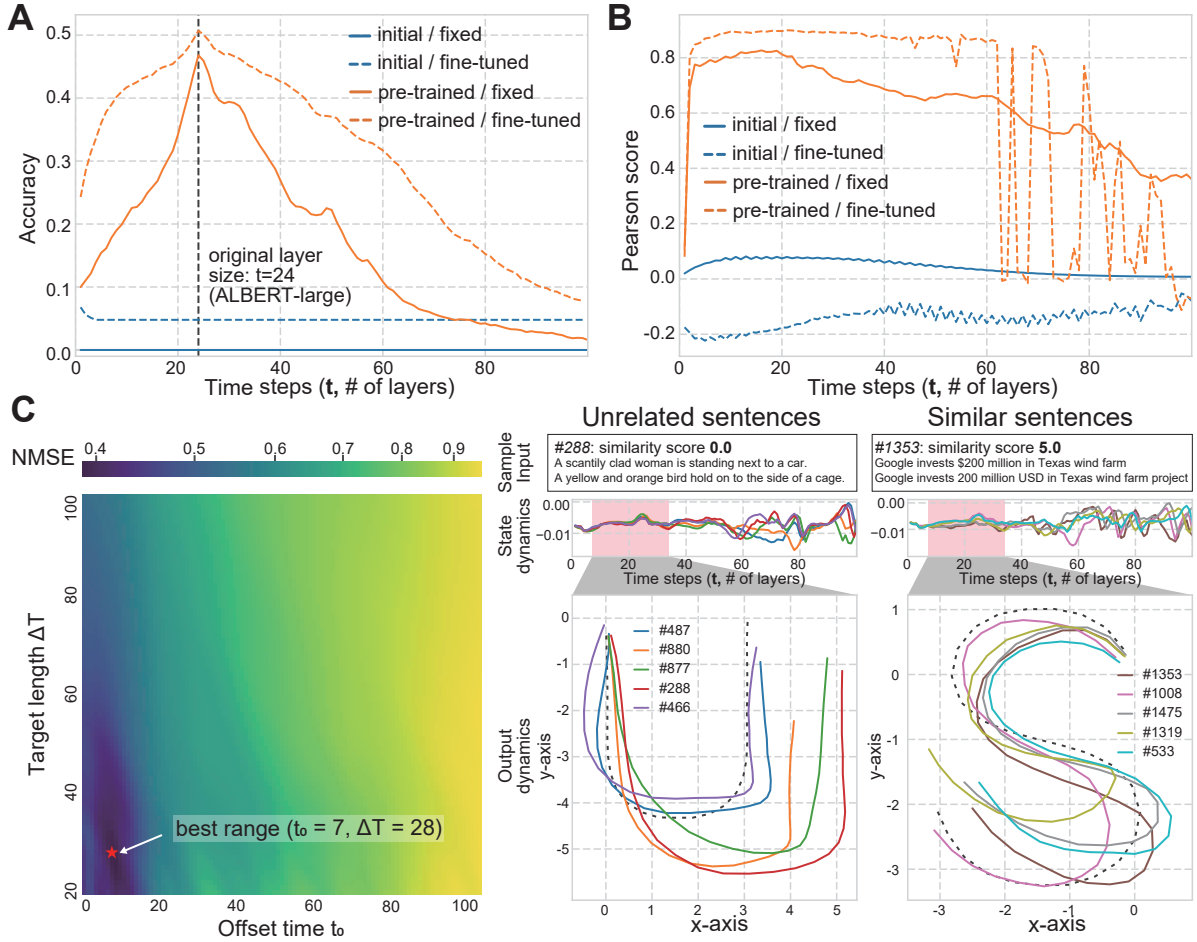 A
0.5
0.4
0.3
0.2
0.1
0.0
Accuracy
initial / fixed
initial / fine-tuned
pre-trained / fixed
pre-trained / fine-tuned
original layer
size: t=24
(ALBERT-large)
0 20 40 60 80
Time steps (t, # of layers)
B
0.8
0.6
0.4
0.2
0.0
-0.2
Pearson score
initial / fixed
initial / fine-tuned
pre-trained / fixed
pre-trained / fine-tuned
0 20 40 60 80
Time steps (t, # of layers)
C
NMSE
0.4 0.5 0.6 0.7 0.8 0.9
Target length ΔT
100
80
60
40
20
best range (t₀ = 7, ΔT = 28)
0 20 40 60 80 100
Offset time t₀
Unrelated sentences
Sample
Input
#288: similarity score 0.0
A scantily clad woman is standing next to a car.
A yellow and orange bird hold on to the side of a cage.
State
dynamics
0.00
−0.01
0 20 40 60 80
Time steps (t, # of layers)
Output
dynamics
y-axis
0
-1
-2
-3
-4
-5
#487
#880
#877
#288
#466
0 1 2 3 4 5
x-axis
Similar sentences
#1353: similarity score 5.0
Google invests $200 million in Texas wind farm
Google invests 200 million USD in Texas wind farm project
0.00
−0.01
0 20 40 60 80
Time steps (t, # of layers)
y-axis
1
0
-1
-2
-3
#1353
#1008
#1475
#1319
#533
-3 -2 -1 0
x-axis